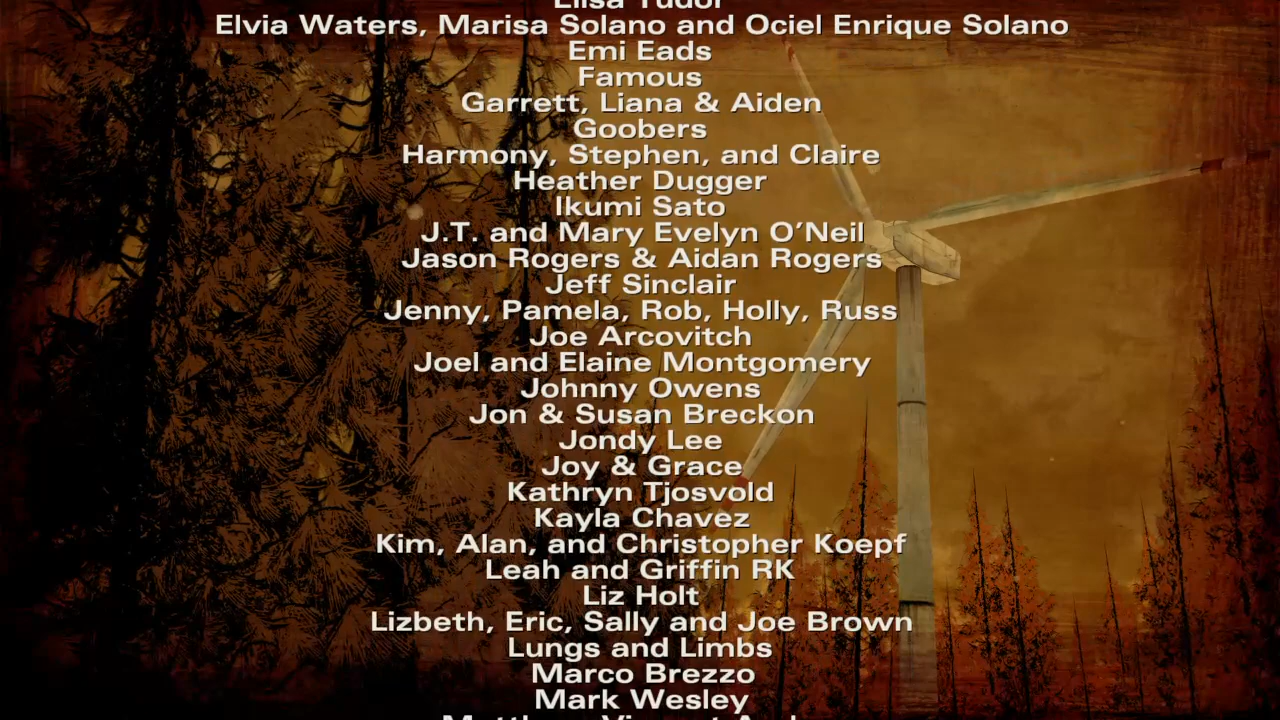 Elisa Tudor
Elvia Waters, Marisa Solano and Ociel Enrique Solano
Emi Eads
Famous
Garrett, Liana & Aiden
Goobers
Harmony, Stephen, and Claire
Heather Dugger
Ikumi Sato
J.T. and Mary Evelyn O’Neil
Jason Rogers & Aidan Rogers
Jeff Sinclair
Jenny, Pamela, Rob, Holly, Russ
Joe Arcovitch
Joel and Elaine Montgomery
Johnny Owens
Jon & Susan Breckon
Jondy Lee
Joy & Grace
Kathryn Tjosvold
Kayla Chavez
Kim, Alan, and Christopher Koepf
Leah and Griffin RK
Liz Holt
Lizbeth, Eric, Sally and Joe Brown
Lungs and Limbs
Marco Brezzo
Mark Wesley